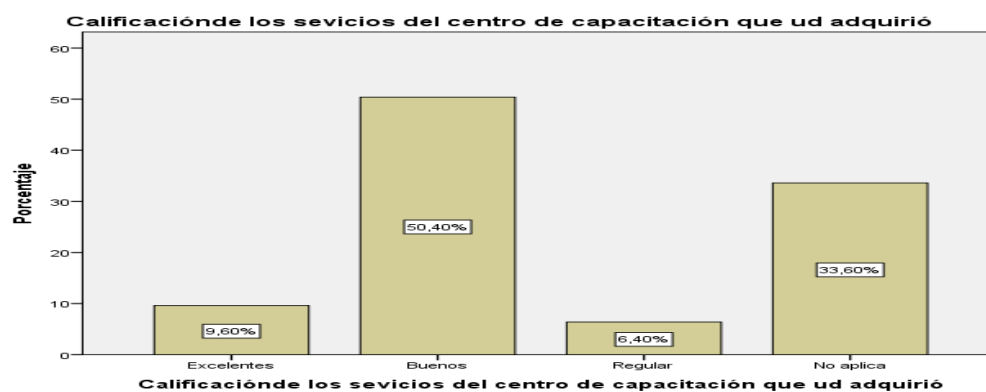 Calificaciónde los sevicios del centro de capacitación que ud adquirió
Porcentaje
60
50
40
30
20
10
0
9,60%
50,40%
6,40%
33,60%
Excelentes Buenos Regular No aplica
Calificaciónde los sevicios del centro de capacitación que ud adquirió